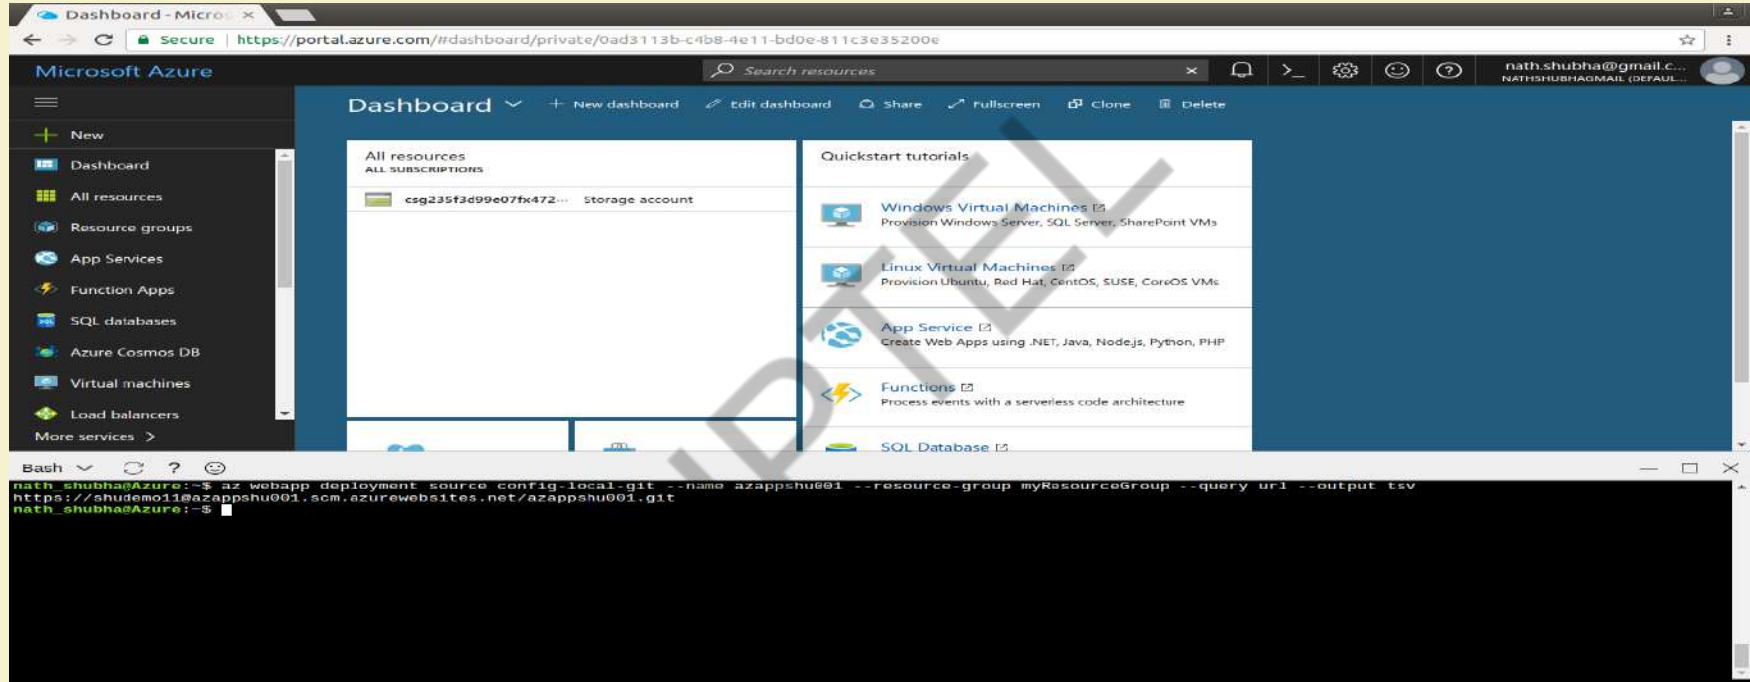 Dashboard - Micros ×
Secure | https://portal.azure.com/#dashboard/private/0ad3113b-c4b8-4e11-bd0e-811c3e35200e
Microsoft Azure
Search resources ×
>_
?
nath.shubha@gmail.c...
NATHSHUBHAGMAIL (DEFAUL...
New
Dashboard
All resources
Resource groups
App Services
Function Apps
SQL databases
Azure Cosmos DB
Virtual machines
Load balancers
More services >
Dashboard
+ New dashboard
Edit dashboard
Share
Fullscreen
Clone
Delete
All resources
ALL SUBSCRIPTIONS
csg235f3d99e07fx472... Storage account
Quickstart tutorials
Windows Virtual Machines
Provision Windows Server, SQL Server, SharePoint VMs
Linux Virtual Machines
Provision Ubuntu, Red Hat, CentOS, SUSE, CoreOS VMs
App Service
Create Web Apps using .NET, Java, Node.js, Python, PHP
Functions
Process events with a serverless code architecture
SQL Database
Bash ?
nath_shubha@Azure:~$ az webapp deployment source config-local-git --name azappshu001 --resource-group myResourceGroup --query url --output tsv
https://shudemo11@azappshu001.scm.azurewebsites.net/azappshu001.git
nath_shubha@Azure:~$
PTEL